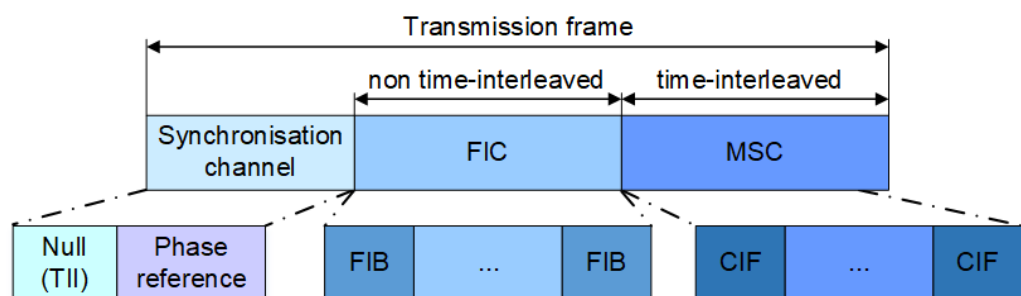 Transmission frame
non time-interleaved
time-interleaved
Synchronisation
channel
FIC
MSC
Null
(TII)
Phase
reference
FIB
...
FIB
CIF
...
CIF